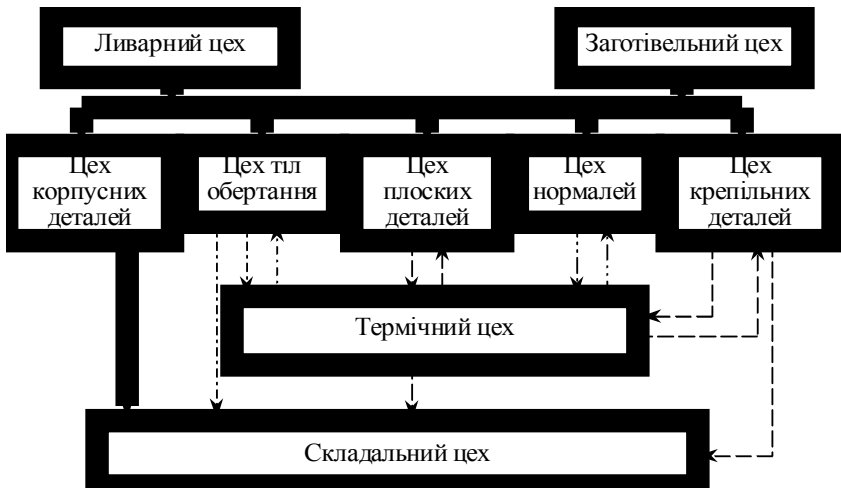 Ливарний цех
Заготівельний цех
Цех
корпусних
деталей
Цех тіл
обертання
Цех
плоских
деталей
Цех
нормалей
Цех
крепільних
деталей
Термічний цех
Складальний цех